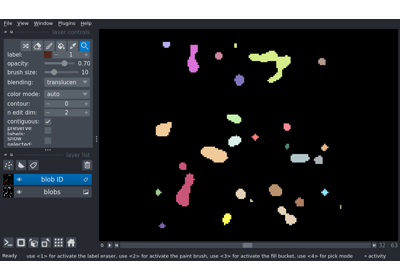 File View Window Plugins Help
layer controls
label: 1
opacity: 0.70
brush size: 10
blending: translucen
color mode: auto
contour: 0
n edit dim: 2
contiguous:
preserve
labels:
show
selected:
layer list
blob ID
blobs
0 32 63
Ready use <1> for activate the label eraser, use <2> for activate the paint brush, use <3> for activate the fill bucket, use <4> for pick mode activity